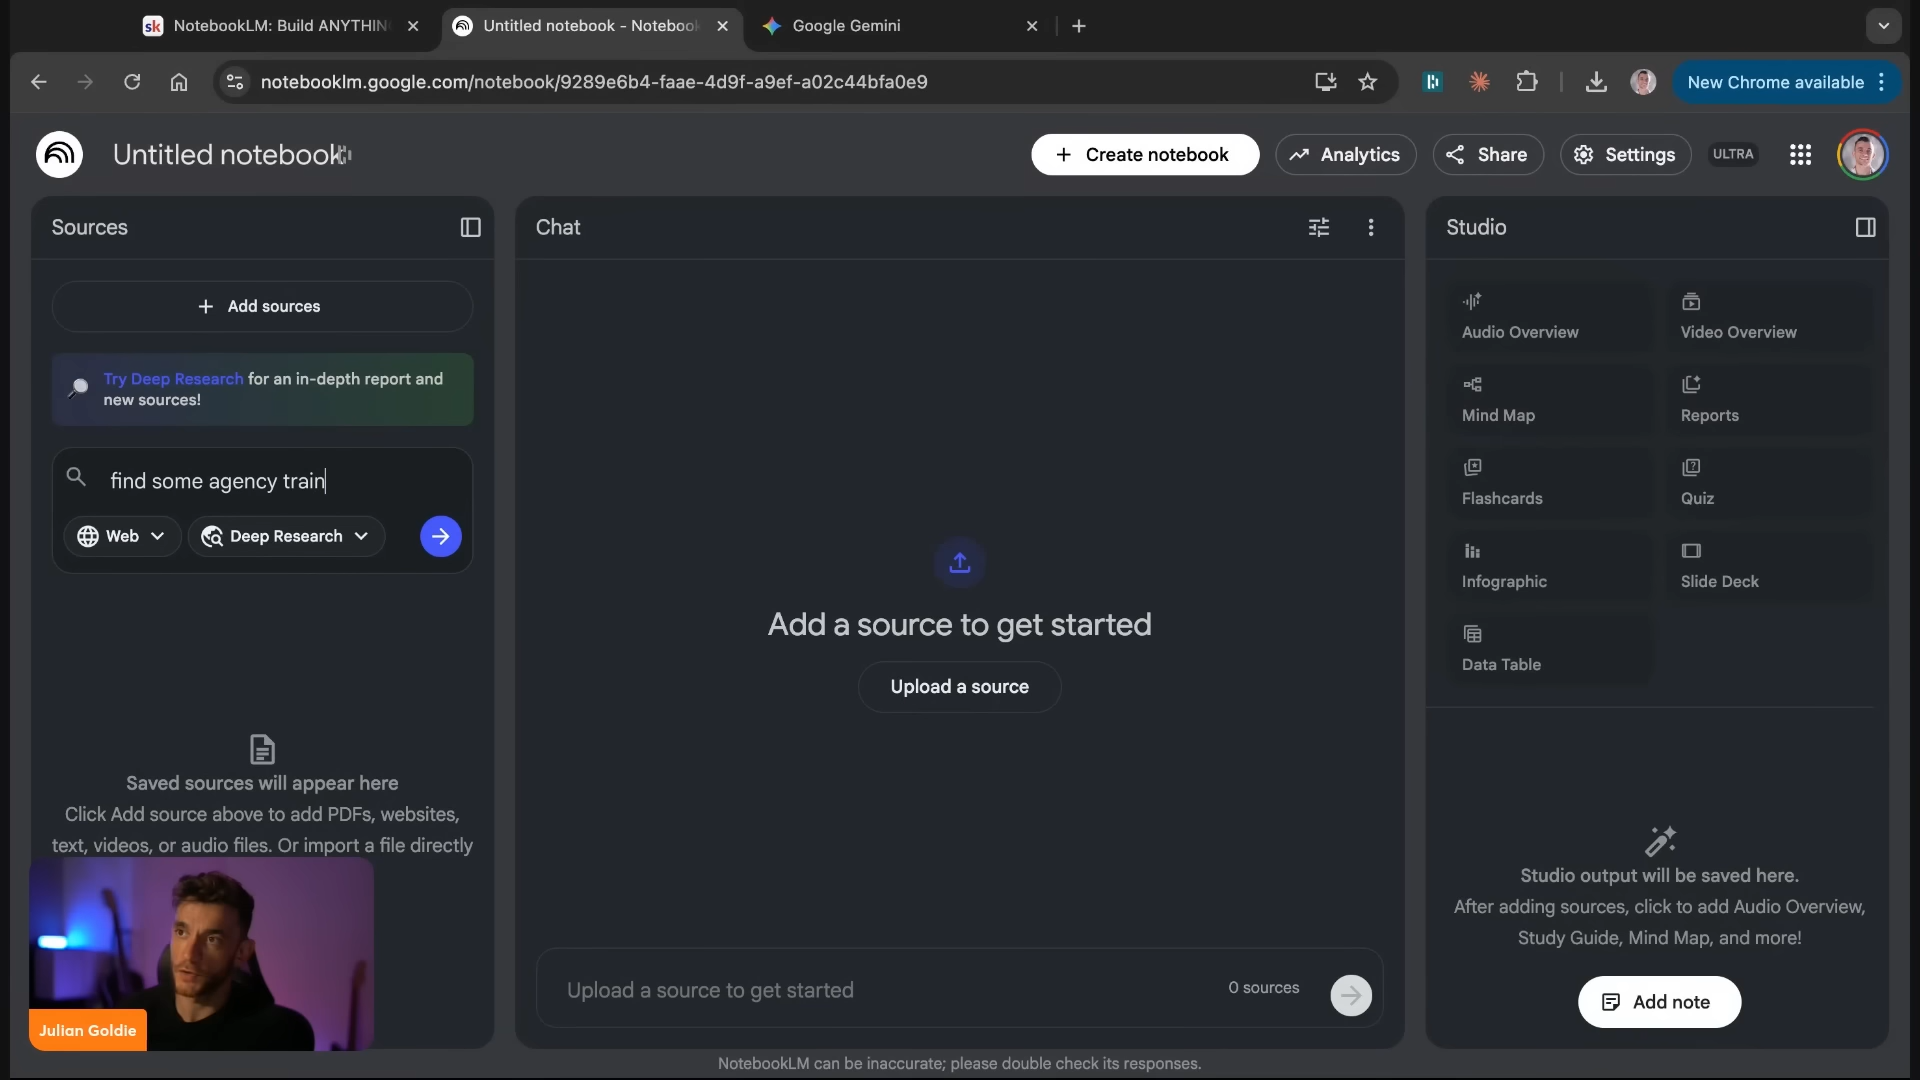 NotebookLM: Build ANYTHIN
Untitled notebook - Noteboo
Google Gemini
notebooklm.google.com/notebook/9289e6b4-faae-4d9f-a9ef-a02c44bfa0e9
New Chrome available
Untitled notebook
Create notebook
Analytics
Share
Settings
ULTRA
Sources
Add sources
Try Deep Research for an in-depth report and
new sources!
find some agency train
Web
Deep Research
Saved sources will appear here
Click Add source above to add PDFs, websites,
text, videos, or audio files. Or import a file directly
Julian Goldie
Chat
Add a source to get started
Upload a source
Upload a source to get started
0 sources
NotebookLM can be inaccurate; please double check its responses.
Studio
Audio Overview
Video Overview
Mind Map
Reports
Flashcards
Quiz
Infographic
Slide Deck
Data Table
Studio output will be saved here.
After adding sources, click to add Audio Overview,
Study Guide, Mind Map, and more!
Add note